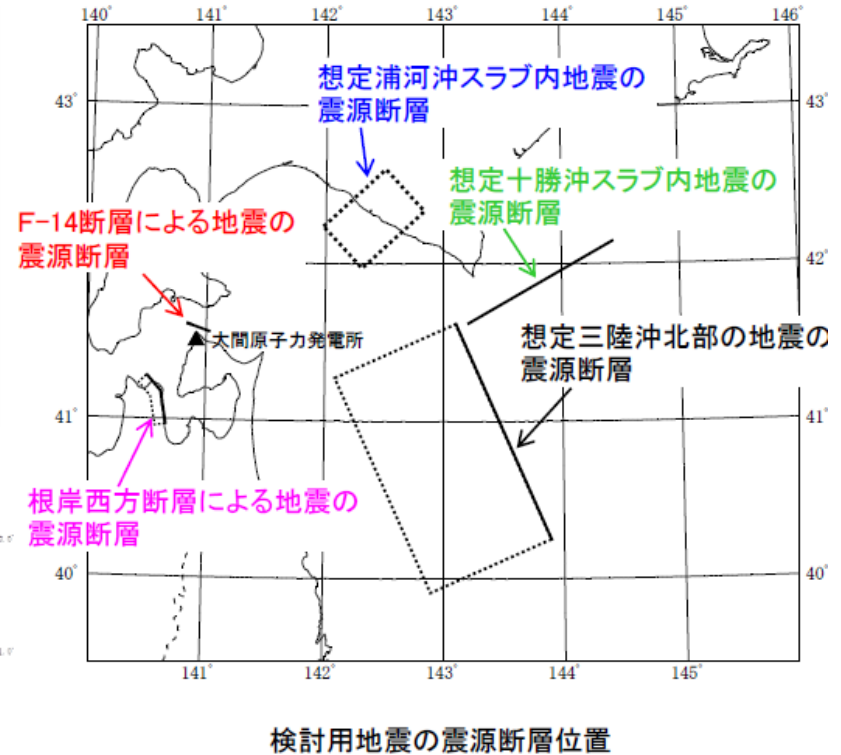 140° 141° 142° 143° 144° 145° 146°
43° 43°
想定浦河沖スラブ内地震の
震源断層
想定十勝沖スラブ内地震の
震源断層
F-14断層による地震の
震源断層
42°
大間原子力発電所
想定三陸沖北部の地震の
震源断層
41° 41°
根岸西方断層による地震の
震源断層
40° 40°
141° 142° 143° 144° 145°
検討用地震の震源断層位置